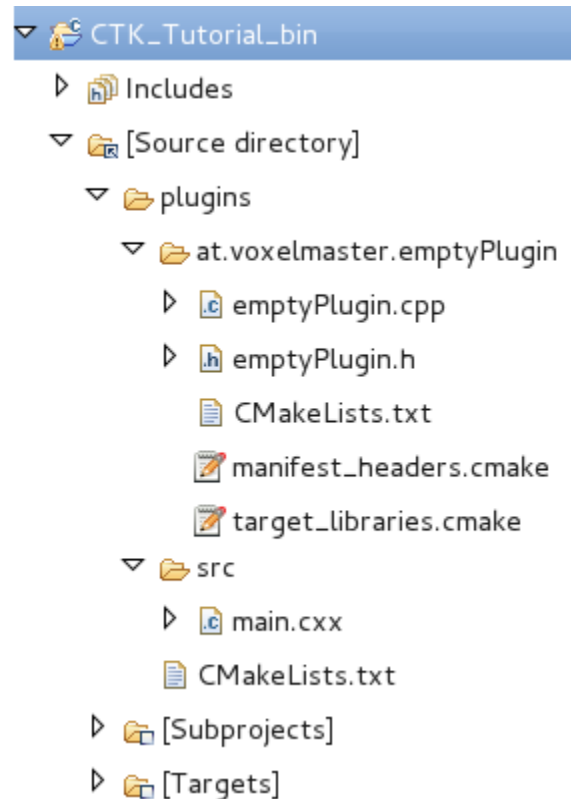 CTK_Tutorial_bin
Includes
[Source directory]
plugins
at.voxelmaster.emptyPlugin
emptyPlugin.cpp
emptyPlugin.h
CMakeLists.txt
manifest_headers.cmake
target_libraries.cmake
src
main.cxx
CMakeLists.txt
[Subprojects]
[Targets]